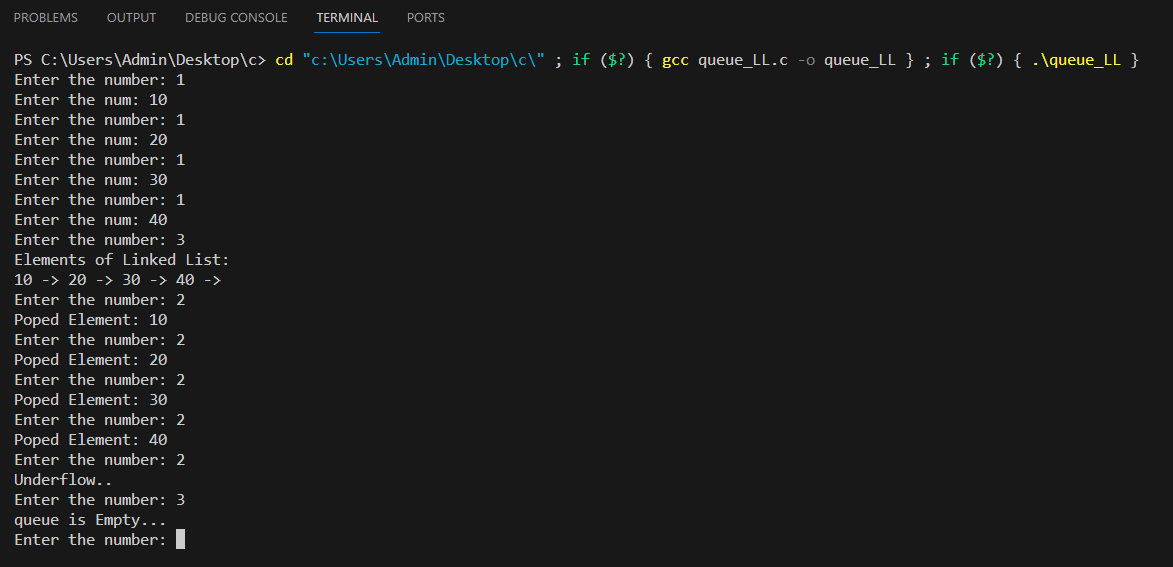 PROBLEMS OUTPUT DEBUG CONSOLE TERMINAL PORTS
PS C:\Users\Admin\Desktop\c> cd "c:\Users\Admin\Desktop\c\" ; if ($?) { gcc queue_LL.c -o queue_LL } ; if ($?) { .\queue_LL }
Enter the number: 1
Enter the num: 10
Enter the number: 1
Enter the num: 20
Enter the number: 1
Enter the num: 30
Enter the number: 1
Enter the num: 40
Enter the number: 3
Elements of Linked List:
10 -> 20 -> 30 -> 40 ->
Enter the number: 2
Poped Element: 10
Enter the number: 2
Poped Element: 20
Enter the number: 2
Poped Element: 30
Enter the number: 2
Poped Element: 40
Enter the number: 2
Underflow..
Enter the number: 3
queue is Empty...
Enter the number: